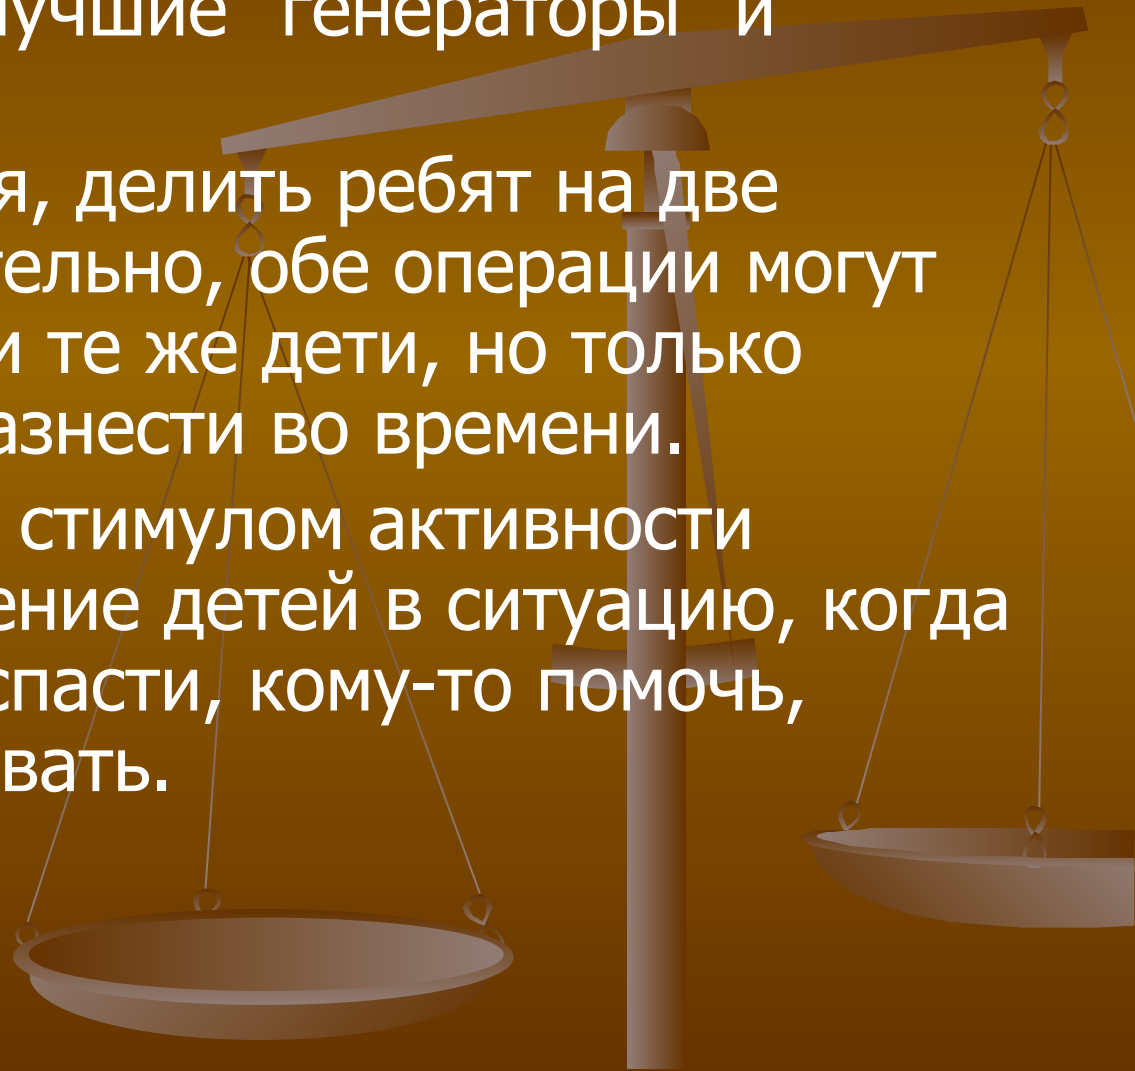 лучшие генераторы и
я, делить ребят на две
тельно, обе операции могут
и те же дети, но только
азнести во времени.
стимулом активности
ение детей в ситуацию, когда
спасти, кому-то помочь,
вать.